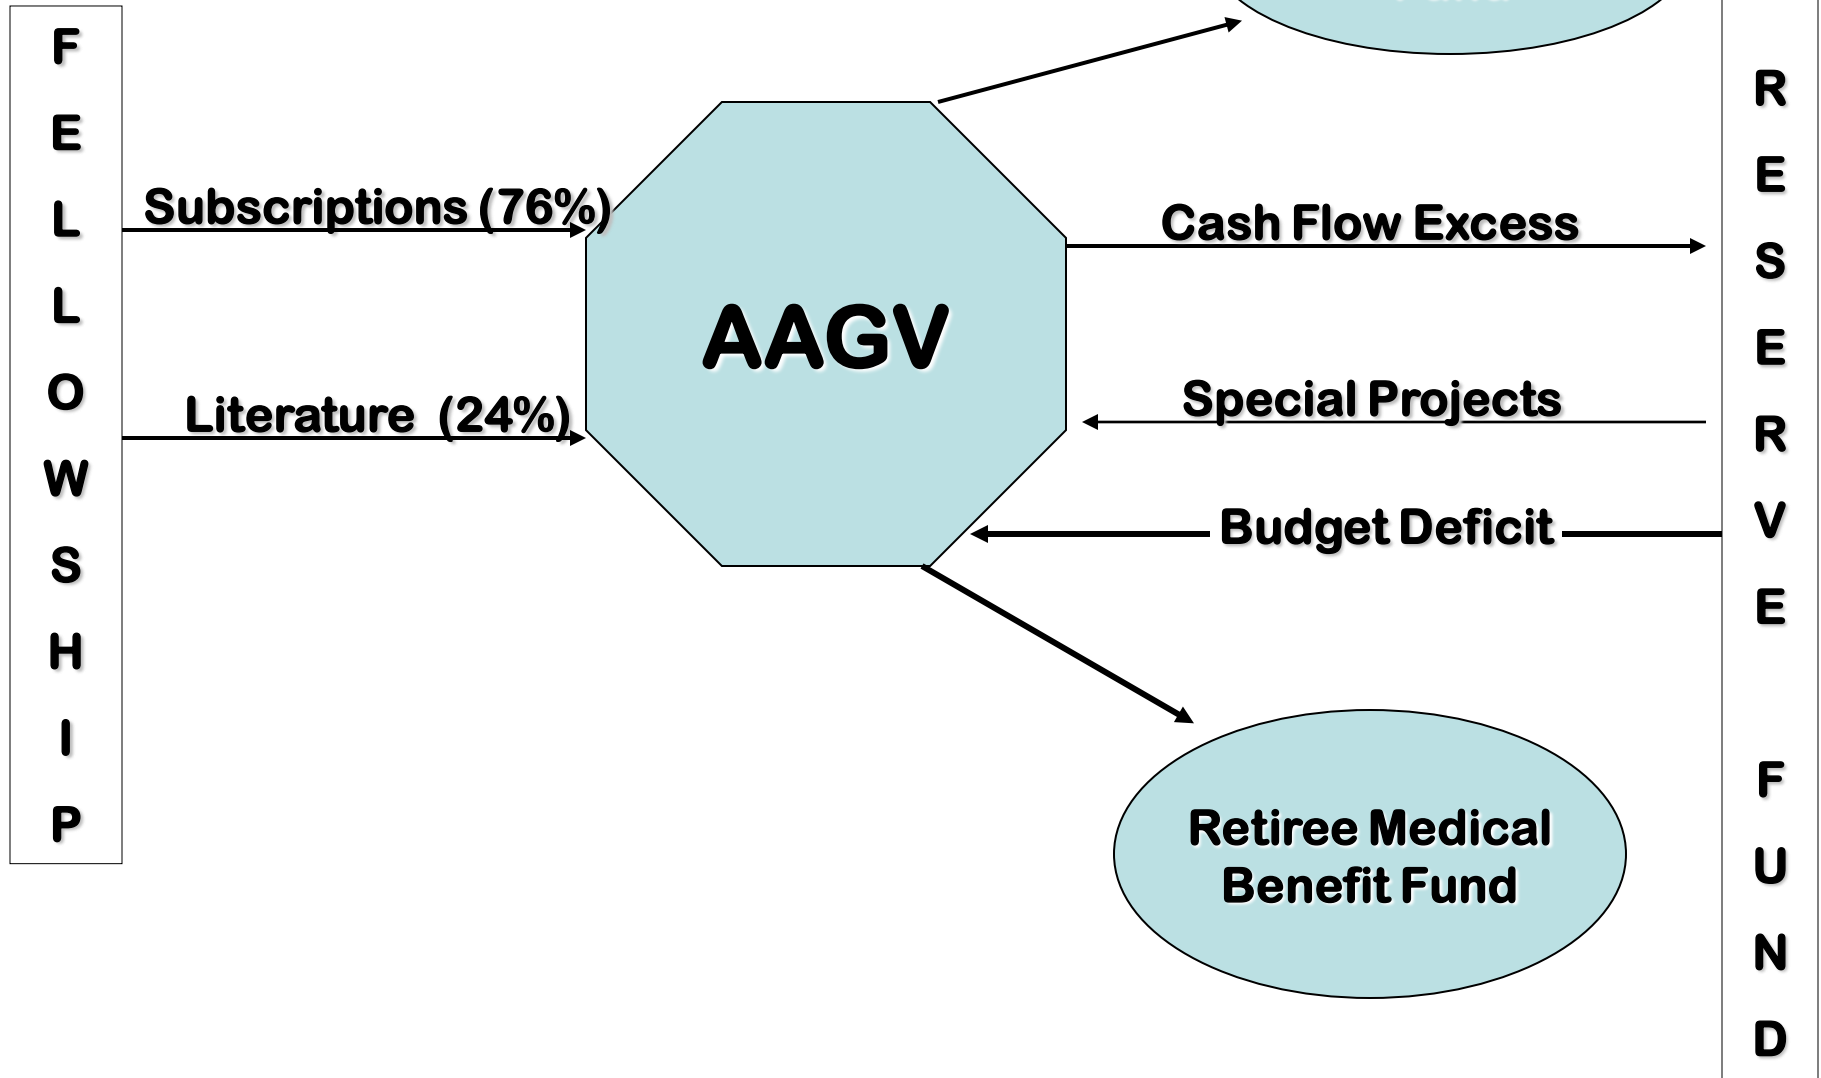 FELLOWSHIP
Subscriptions (76%)
Literature (24%)
AAGV
Cash Flow Excess
Special Projects
Budget Deficit
Retiree Medical
Benefit Fund
RESERVE FUND